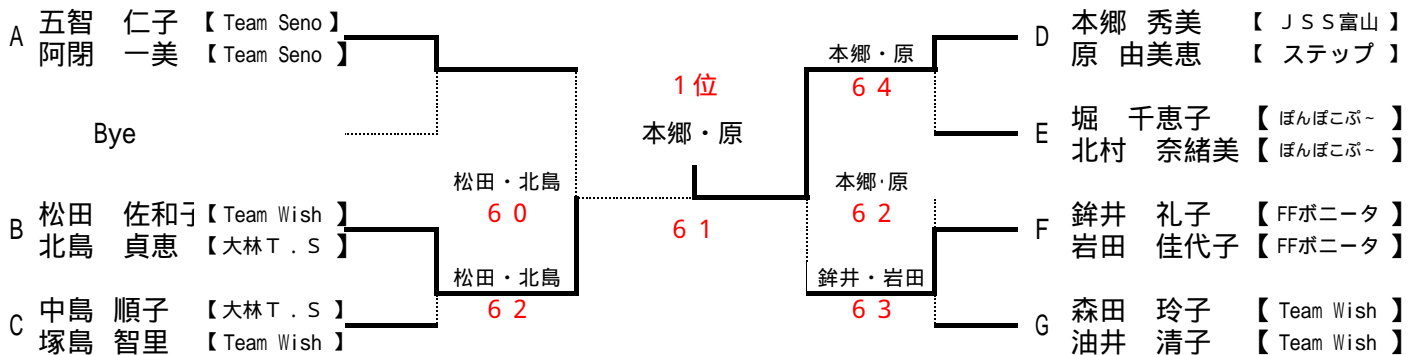 A 五智 仁子 【 Team Seno 】
阿閉 一美 【 Team Seno 】
Bye
B 松田 佐和子【 Team Wish 】
北島 貞恵 【 大林Ｔ．Ｓ 】
C 中島 順子 【 大林Ｔ．Ｓ 】
塚島 智里 【 Team Wish 】
松田・北島
６０
松田・北島
６２
１位
本郷・原
６１
本郷・原
６４
本郷・原
６２
鉾井・岩田
６３
D 本郷 秀美 【 ＪＳＳ富山 】
原 由美恵 【 ステップ 】
E 堀 千恵子 【 ぽんぽこぷ～ 】
北村 奈緒美 【 ぽんぽこぷ～ 】
F 鉾井 礼子 【 FFボニータ 】
岩田 佳代子 【 FFボニータ 】
G 森田 玲子 【 Team Wish 】
油井 清子 【 Team Wish 】